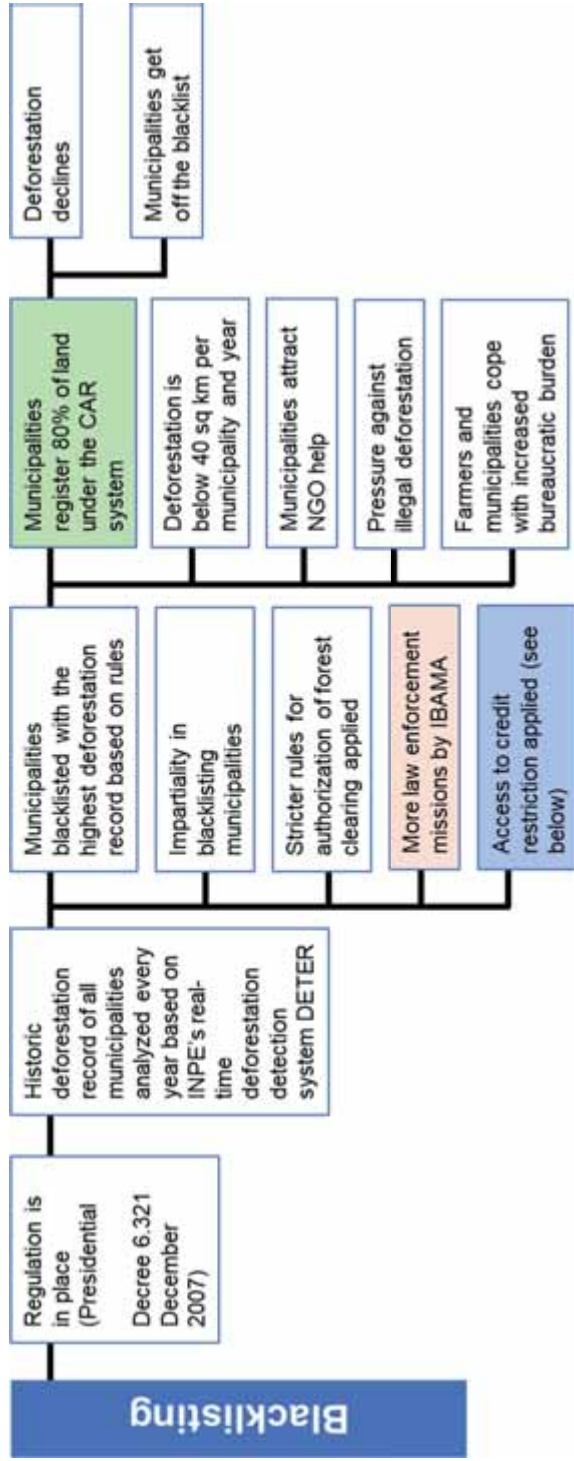 Blacklisting
Regulation is
in place
(Presidential
Decree 6.321
December
2007)
Historic
deforestation
record of all
municipalities
analyzed every
year based on
INPE's real-
time
deforestation
detection
system DETER
Municipalities
blacklisted with the
highest deforestation
record based on rules
Impartiality in
blacklisting
municipalities
Stricter rules for
authorization of forest
clearing applied
More law enforcement
missions by IBAMA
Access to credit
restriction applied (see
below)
Municipalities
register 80% of land
under the CAR
system
Deforestation is
below 40 sq km per
municipality and year
Municipalities attract
NGO help
Pressure against
illegal deforestation
Farmers and
municipalities cope
with increased
bureaucratic burden
Deforestation
declines
Municipalities get
off the blacklist